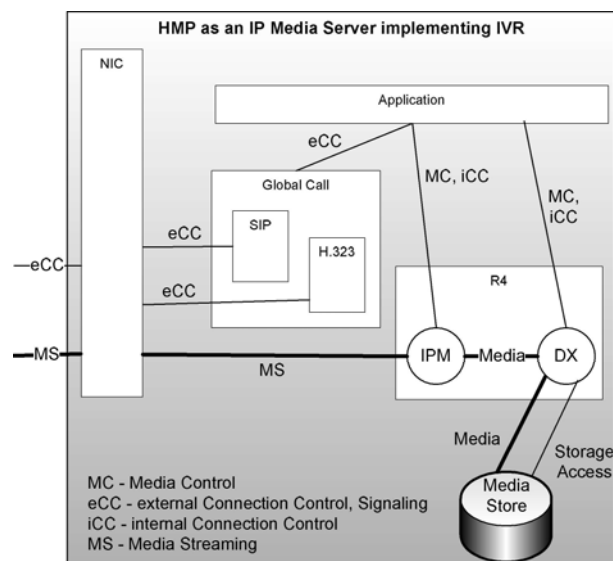 HMP as an IP Media Server implementing IVR
NIC
Application
eCC
MC, iCC
MC,
iCC
Global Call
SIP
H.323
eCC
eCC
eCC
R4
MS
MS
IPM
Media
DX
Media
Storage
Access
Media
Store
MC - Media Control
eCC - external Connection Control, Signaling
iCC - internal Connection Control
MS - Media Streaming